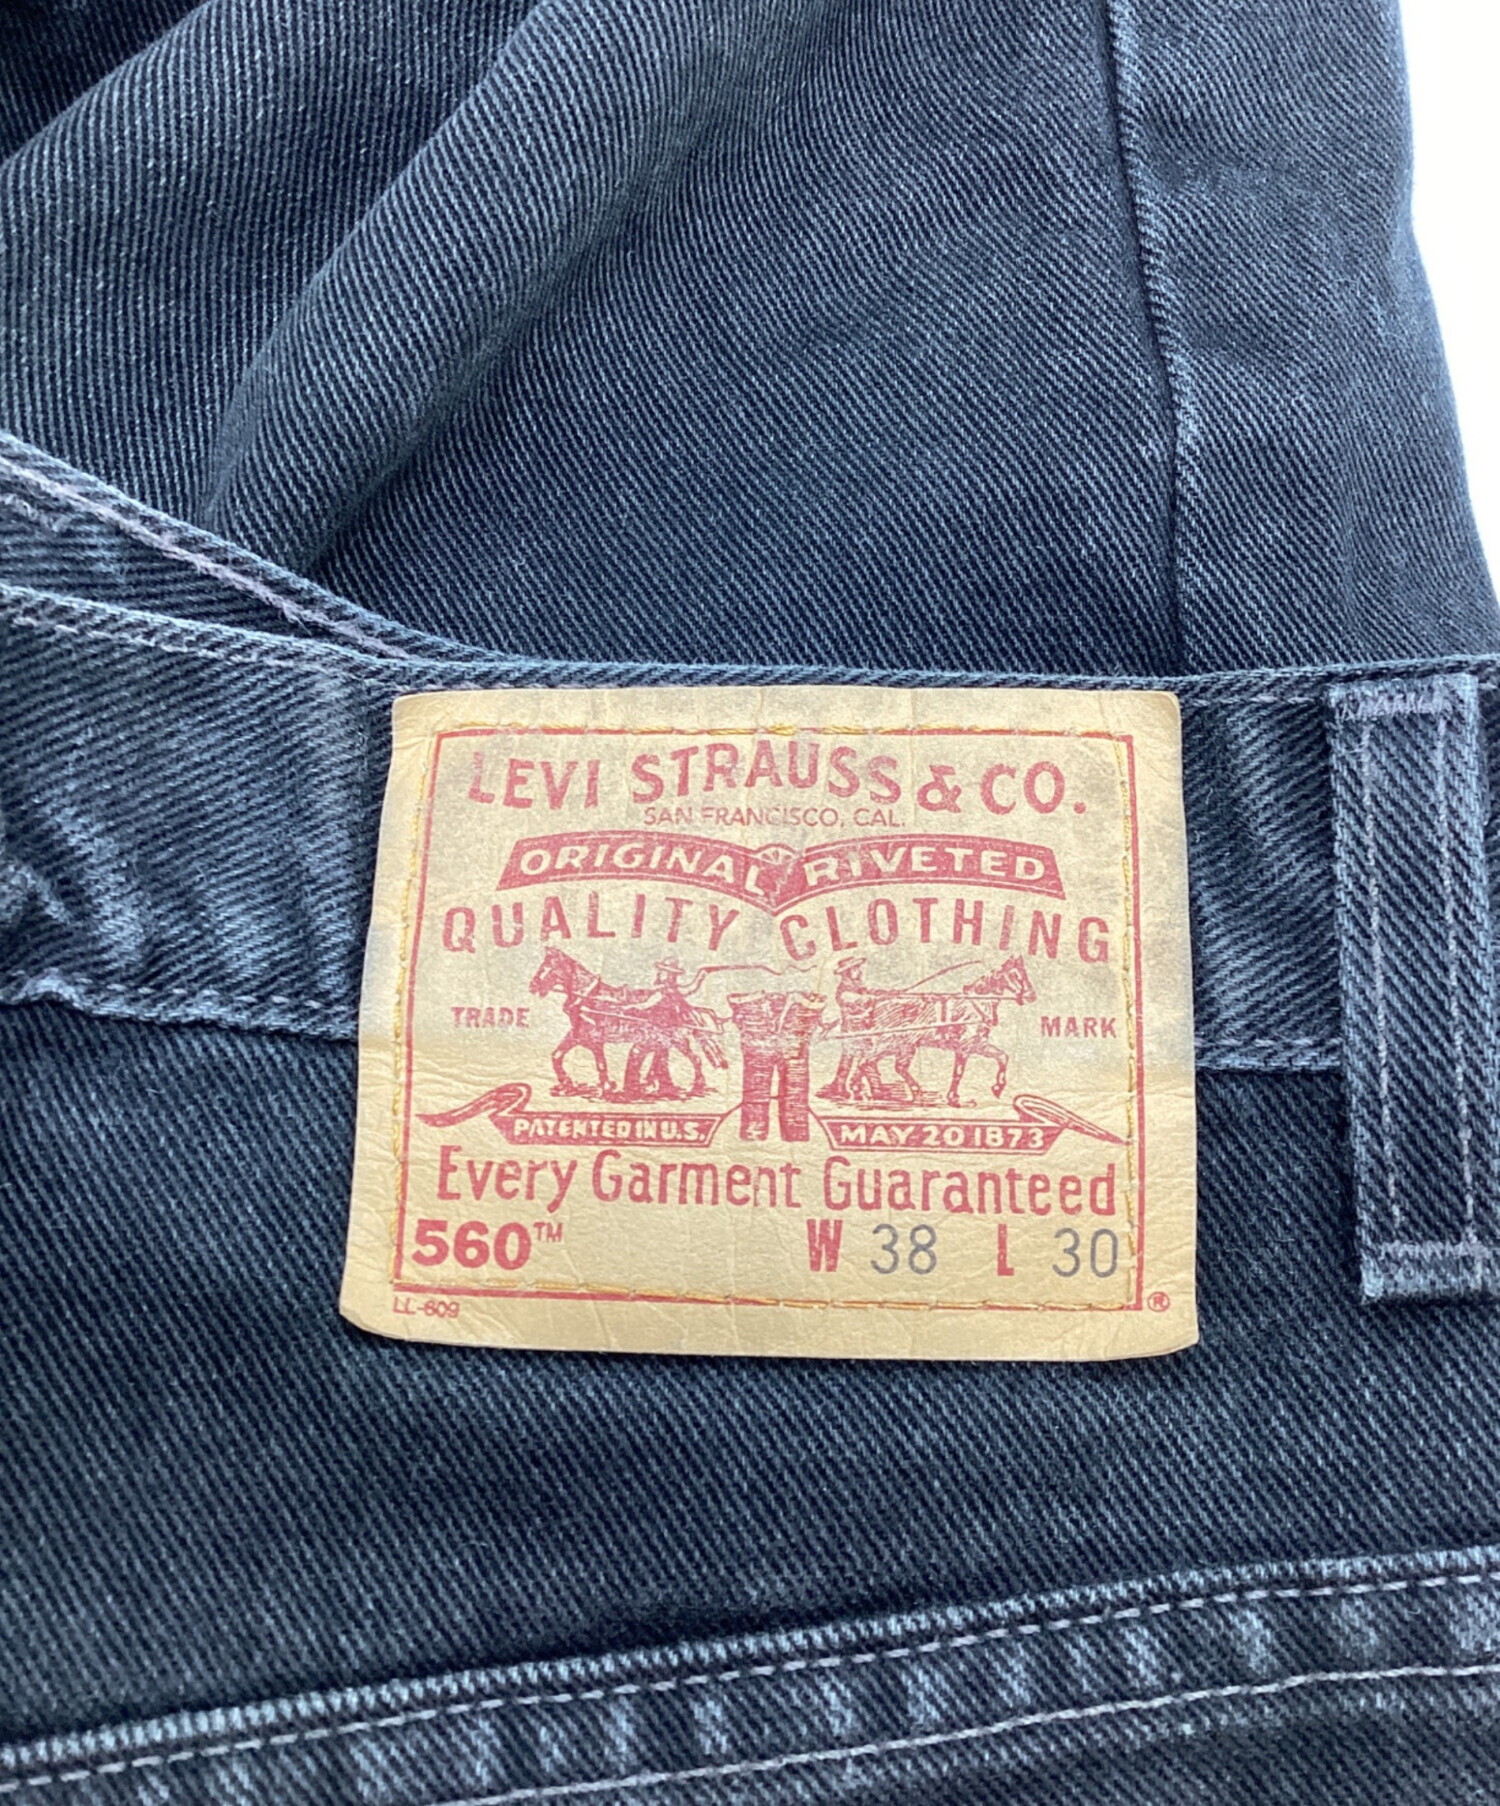 LEVI STRAUSS & CO.
SAN FRANCISCO, CAL.
ORIGINAL RIVETED
QUALITY CLOTHING
TRADE MARK
PATENTED IN U.S. MAY 20 1873
Every Garment Guaranteed
560™ W 38 L 30
LL-609 ®